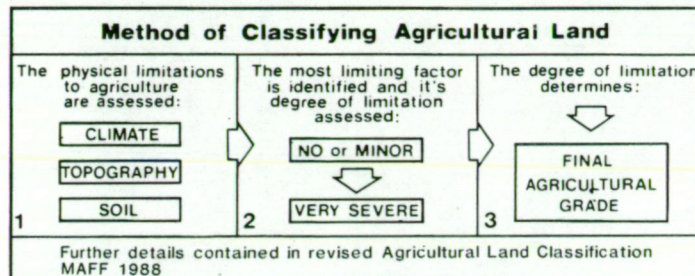 Method of Classifying Agricultural Land
The physical limitations
to agriculture
are assessed:
CLIMATE
TOPOGRAPHY
SOIL
1
The most limiting factor
is identified and it's
degree of limitation
assessed:
NO or MINOR
VERY SEVERE
2
The degree of limitation
determines:
FINAL
AGRICULTURAL
GRADE
3
Further details contained in revised Agricultural Land Classification
MAFF 1988